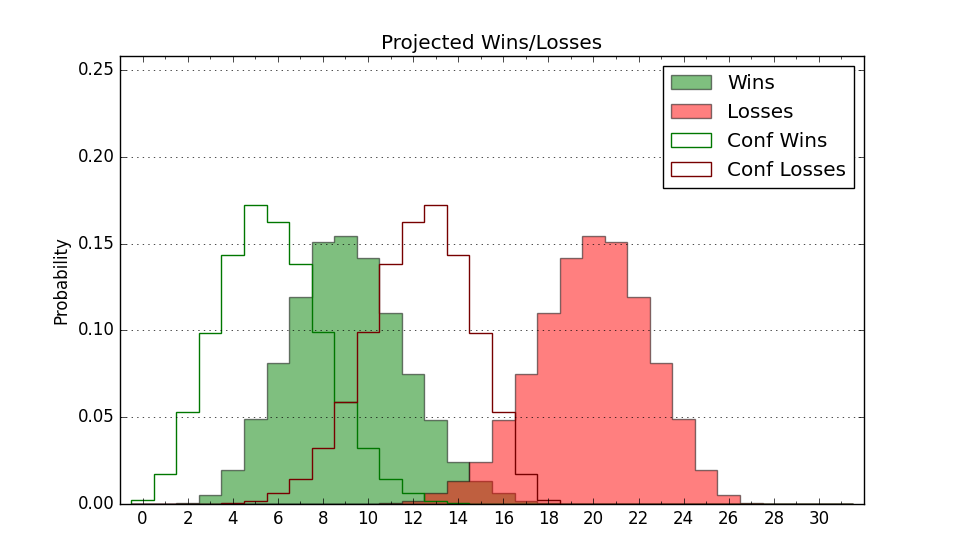 Projected Wins/Losses
0.25
0.20
0.15
0.10
0.05
0.00
Probability
Wins
Losses
Conf Wins
Conf Losses
0 2 4 6 8 10 12 14 16 18 20 22 24 26 28 30